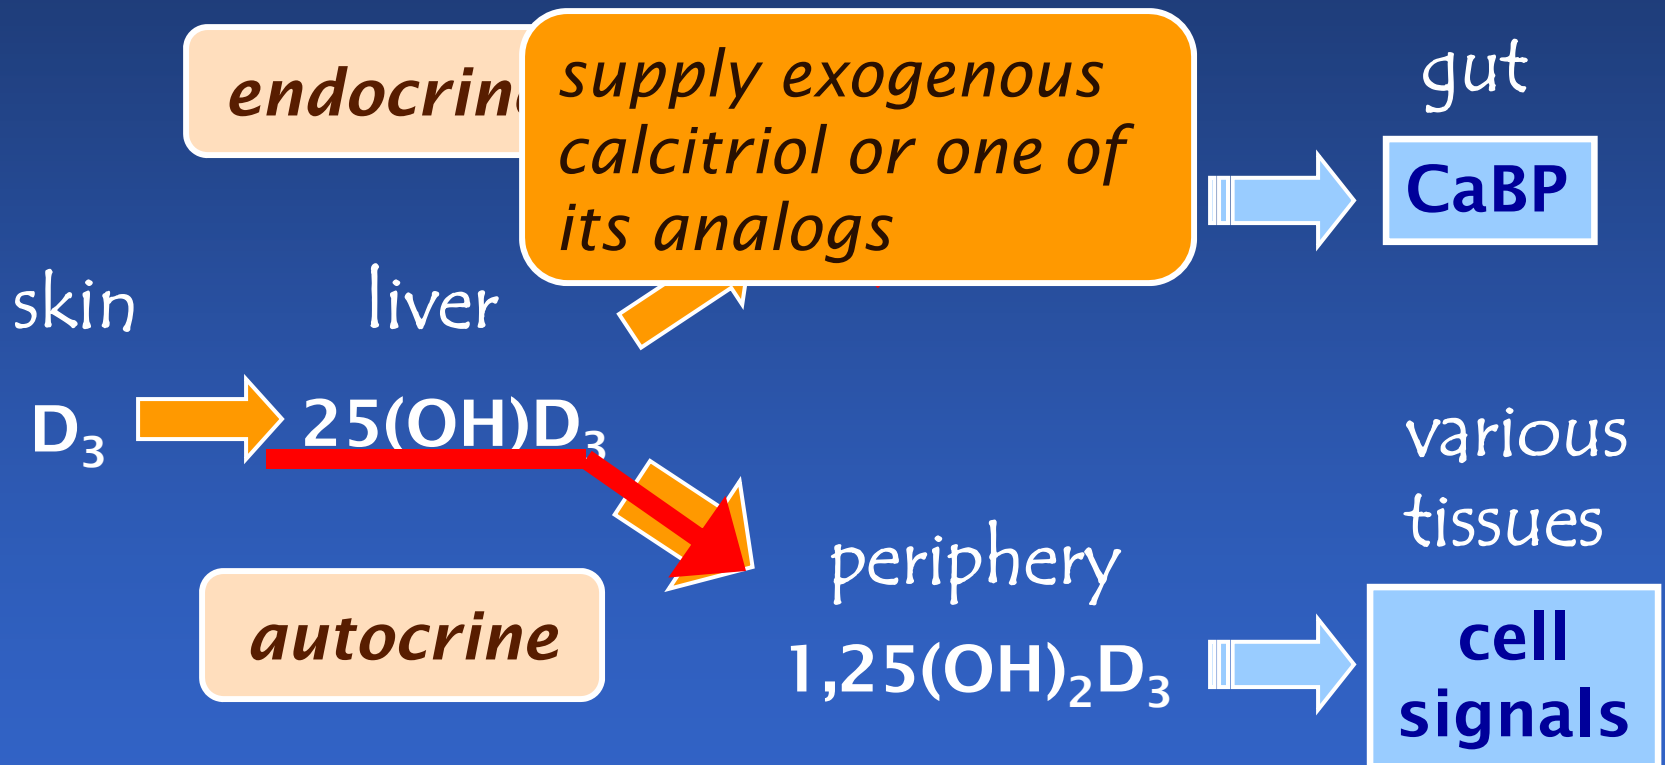 endocrin
supply exogenous
calcitriol or one of
its analogs
gut
CaBP
skin
liver
D₃
25(OH)D₃
various
tissues
periphery
autocrine
1,25(OH)₂D₃
cell
signals